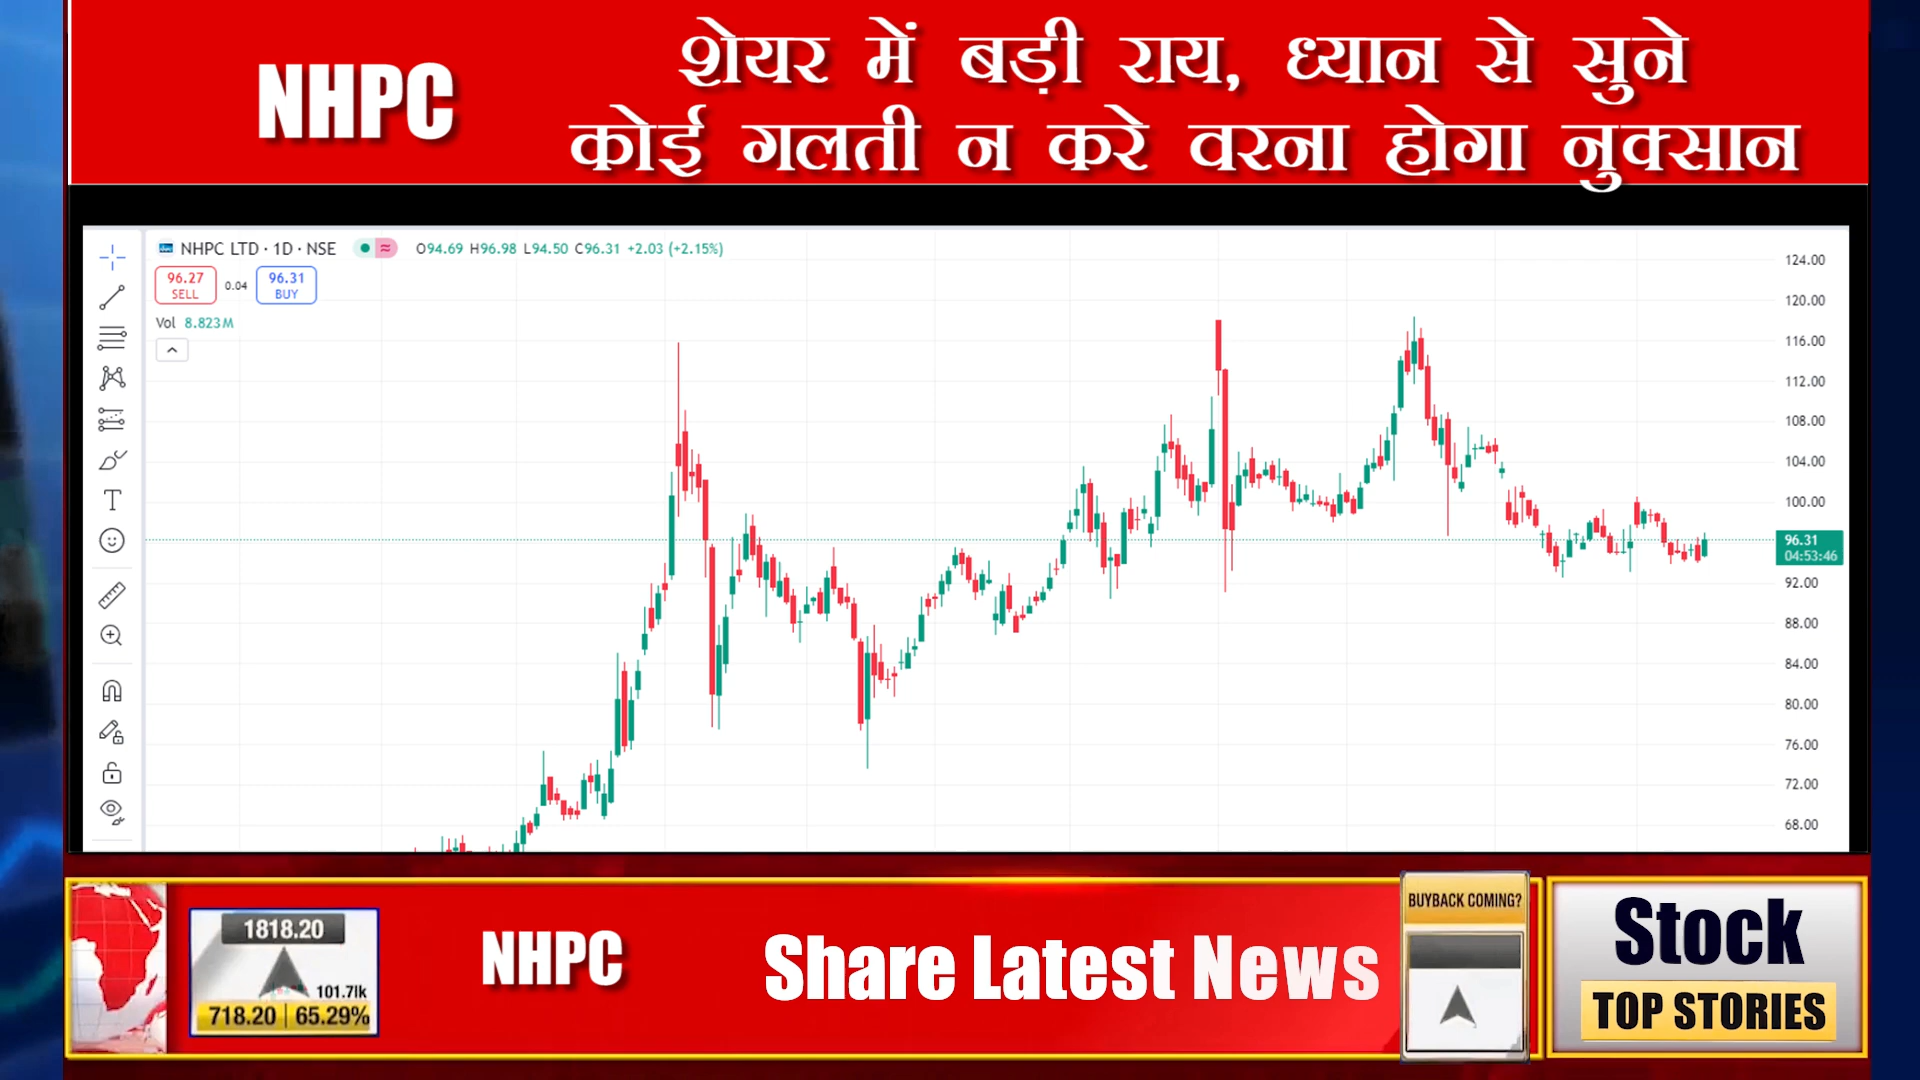 NHPC
शेयर में बड़ी राय, ध्यान से सुने
कोई गलती न करे वरना होगा नुक्सान
NHPC LTD · 1D · NSE
O94.69 H96.98 L94.50 C96.31 +2.03 (+2.15%)
96.27
SELL
0.04
96.31
BUY
Vol 8.823M
124.00
120.00
116.00
112.00
108.00
104.00
100.00
96.31
04:53:46
92.00
88.00
84.00
80.00
76.00
72.00
68.00
1818.20
101.7lk
718.20 | 65.29%
NHPC
Share Latest News
BUYBACK COMING?
Stock
TOP STORIES